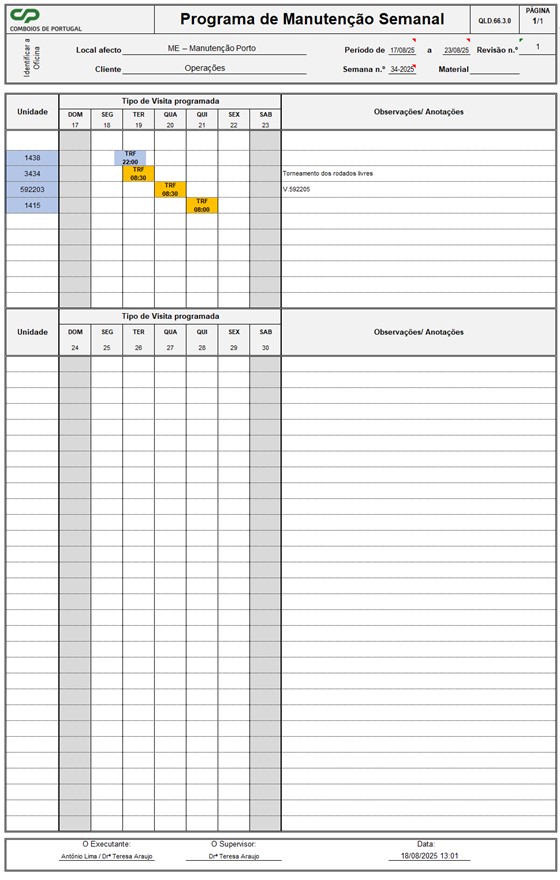 CP
COMBOIOS DE PORTUGAL
Programa de Manutenção Semanal
QLD.66.3.0
PÁGINA
1/1
Identificar a
Oficina
Local afecto ME – Manutenção Porto
Periodo de 17/08/25 a 23/08/25 Revisão n.º 1
Cliente Operações
Semana n.º 34-2025 Material
Unidade Tipo de Visita programada Observações/ Anotações
DOM SEG TER QUA QUI SEX SAB
17 18 19 20 21 22 23
1438 TRF
22:00
3434 TRF
08:30 Torneamento dos rodados livres
592203 TRF
08:30 V.592205
1415 TRF
08:00
Unidade Tipo de Visita programada Observações/ Anotações
DOM SEG TER QUA QUI SEX SAB
24 25 26 27 28 29 30
O Executante: O Supervisor: Data:
António Lima / Drª Teresa Araujo Drª Teresa Araujo 18/08/2025 13:01